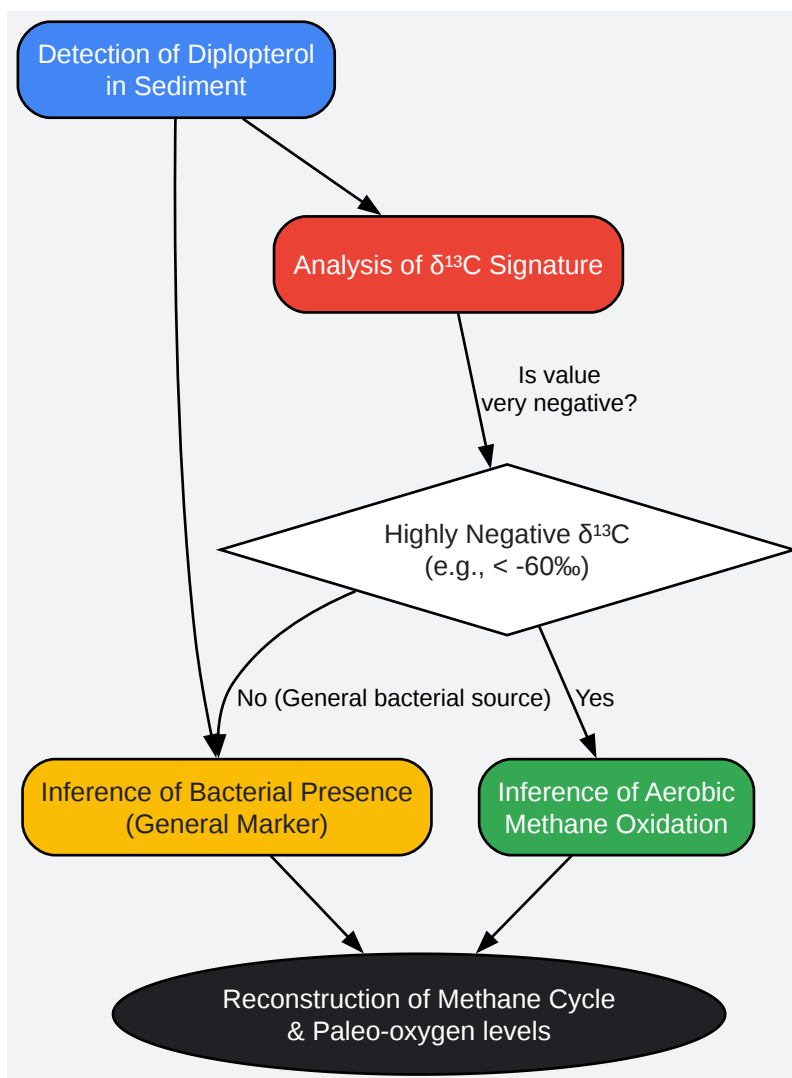 Detection of Diplopterol
in Sediment
Analysis of δ¹³C Signature
Is value
very negative?
Highly Negative δ¹³C
(e.g., < -60‰)
No (General bacterial source)
Yes
Inference of Bacterial Presence
(General Marker)
Inference of Aerobic
Methane Oxidation
Reconstruction of Methane Cycle
& Paleo-oxygen levels